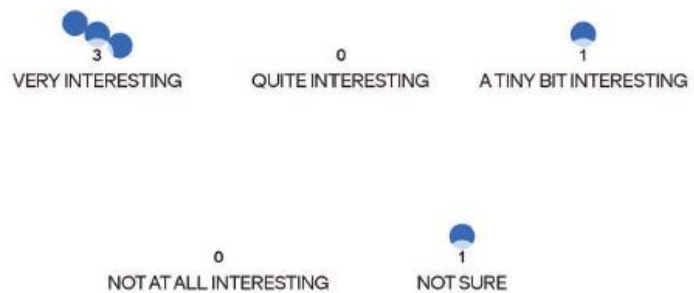 3
VERY INTERESTING
0
QUITE INTERESTING
1
A TINY BIT INTERESTING
0
NOT AT ALL INTERESTING
1
NOT SURE